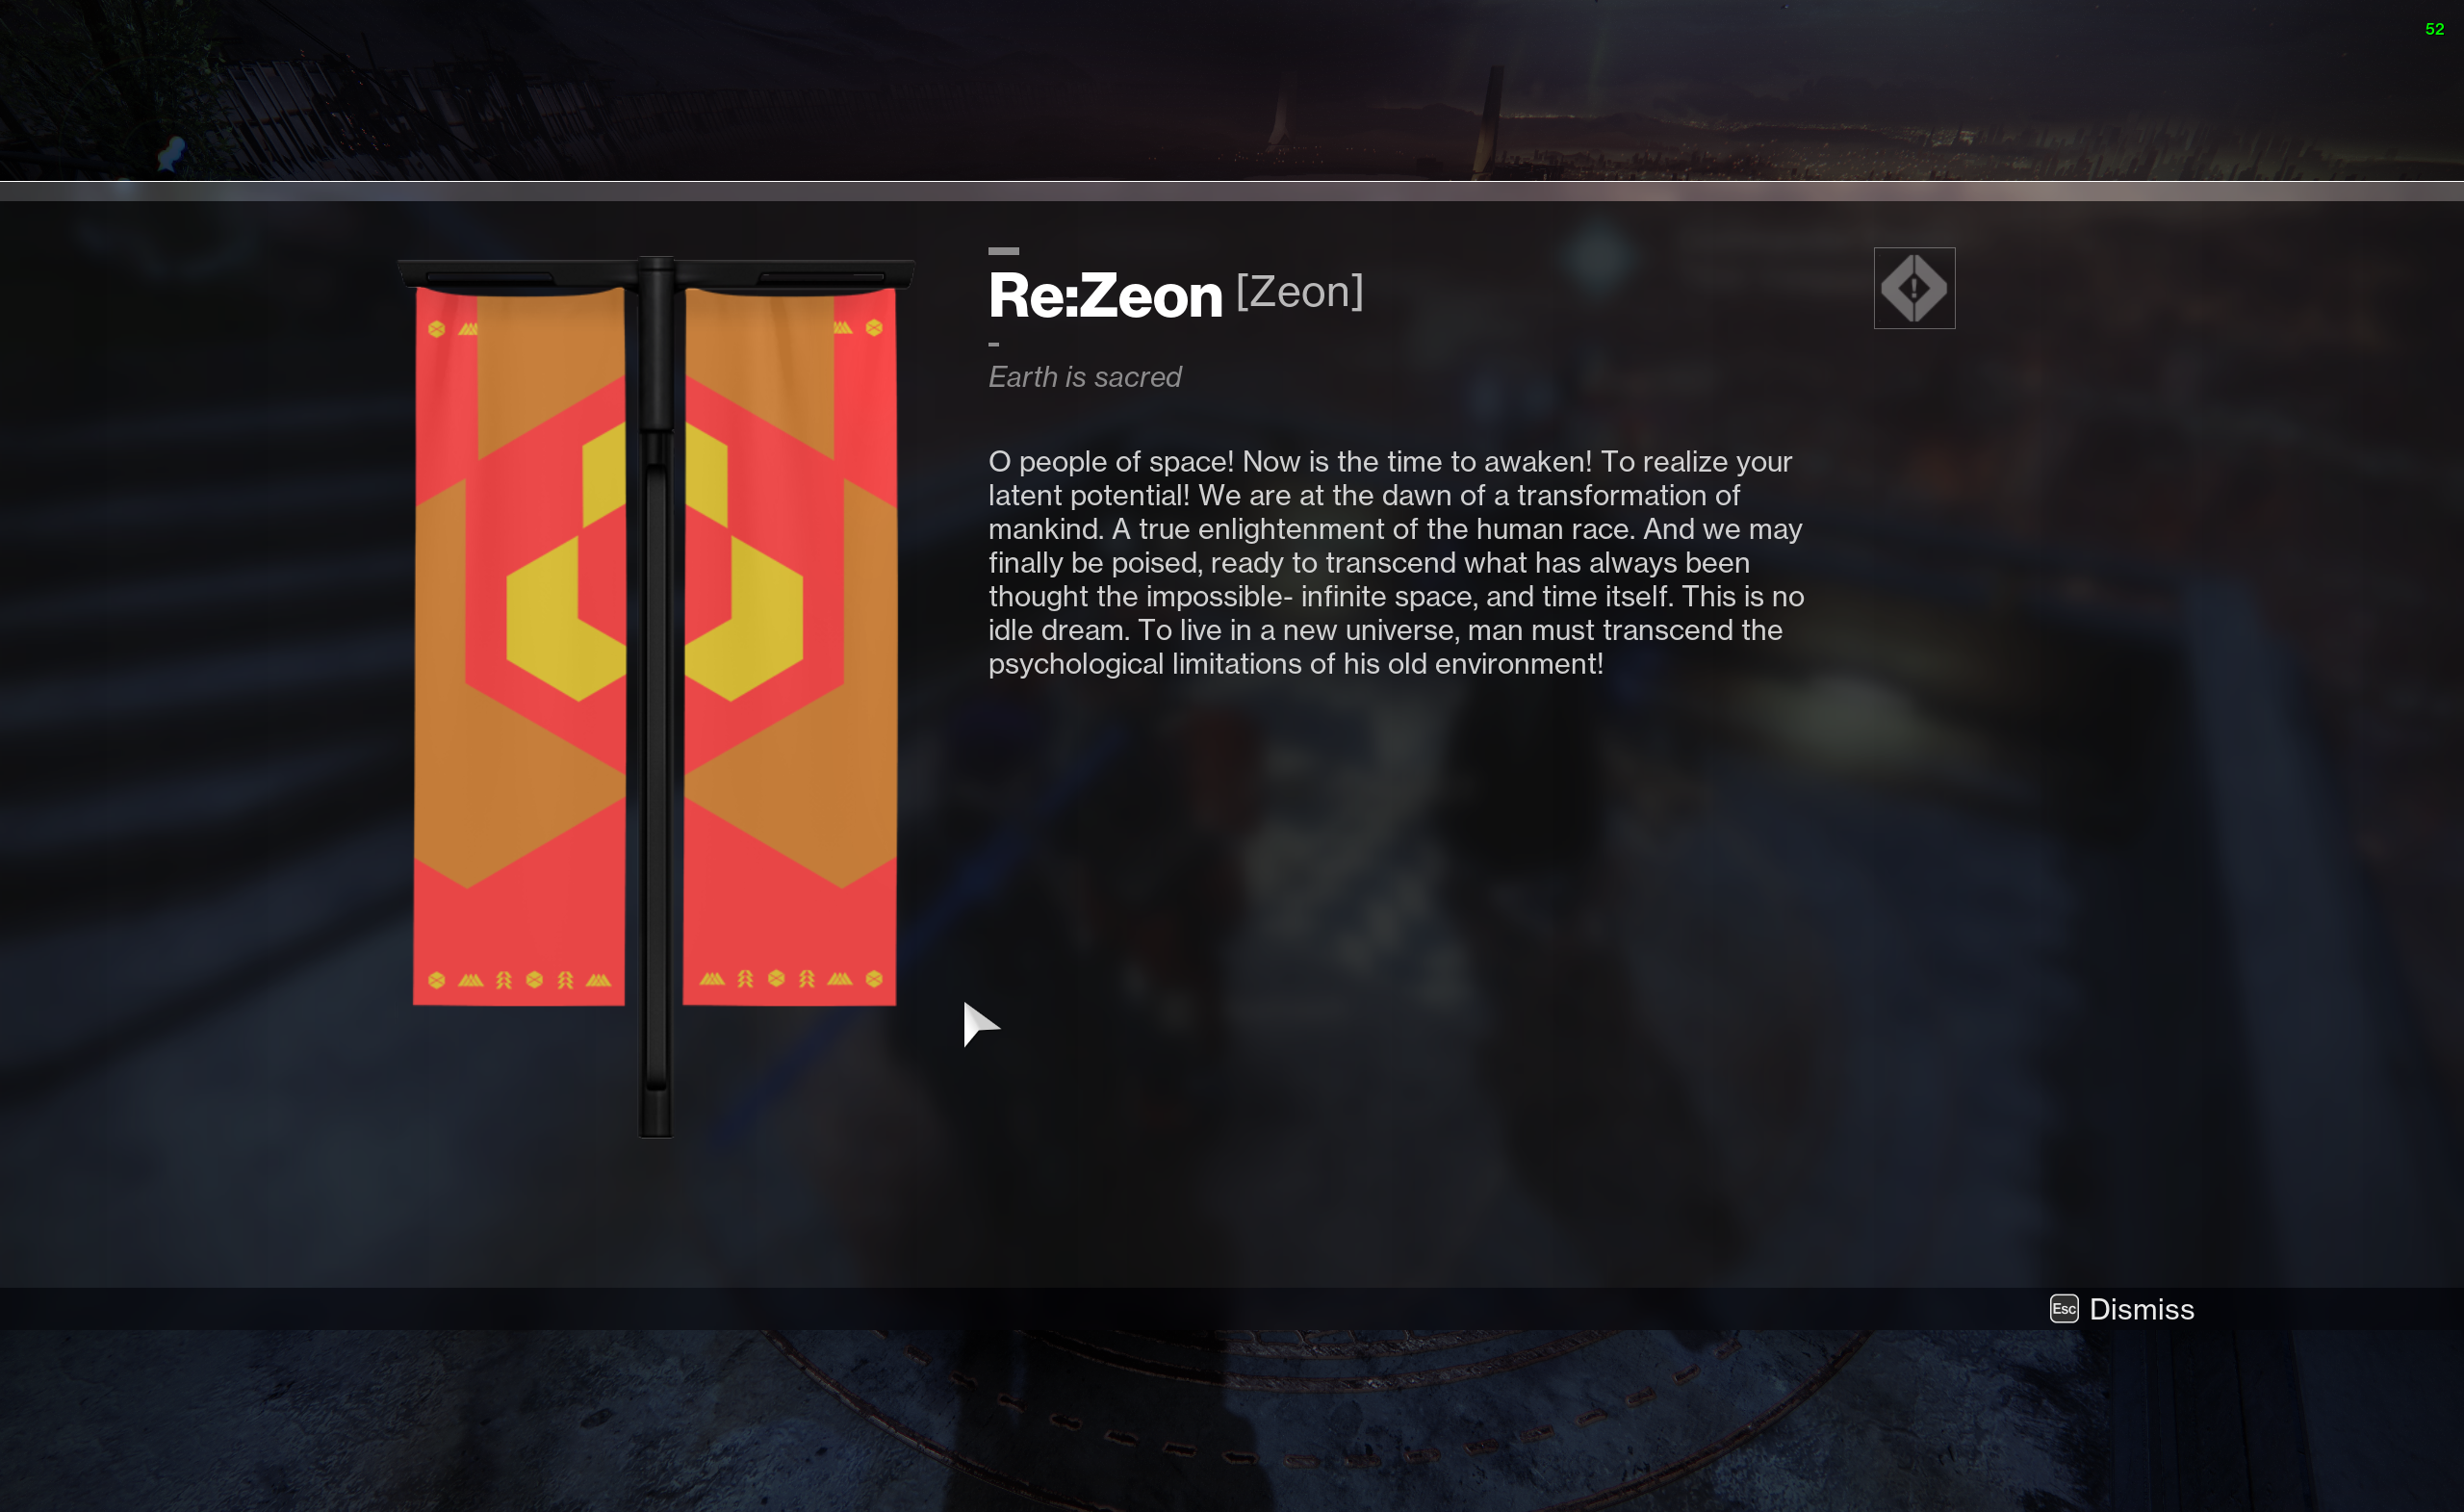 52
Re:Zeon [Zeon]
Earth is sacred
O people of space! Now is the time to awaken! To realize your
latent potential! We are at the dawn of a transformation of
mankind. A true enlightenment of the human race. And we may
finally be poised, ready to transcend what has always been
thought the impossible- infinite space, and time itself. This is no
idle dream. To live in a new universe, man must transcend the
psychological limitations of his old environment!
Esc Dismiss